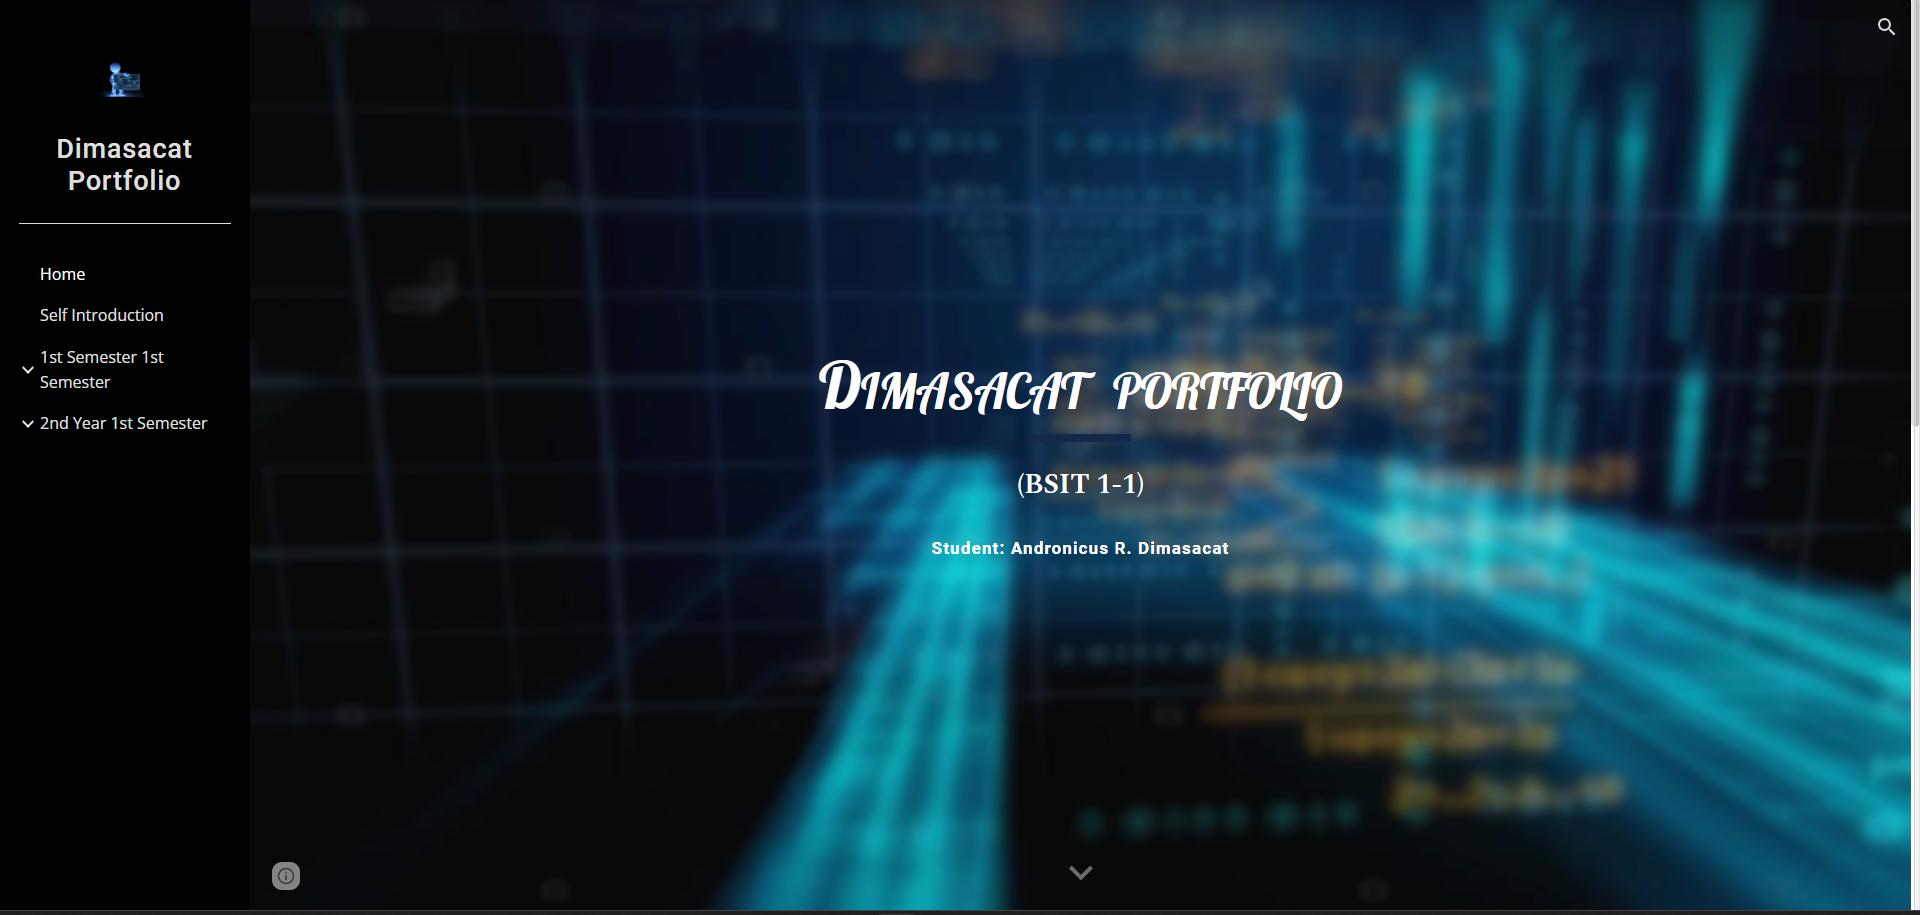 Dimasacat
Portfolio
Home
Self Introduction
1st Semester 1st
Semester
2nd Year 1st Semester
Dimasacat portfolio
(BSIT 1-1)
Student: Andronicus R. Dimasacat